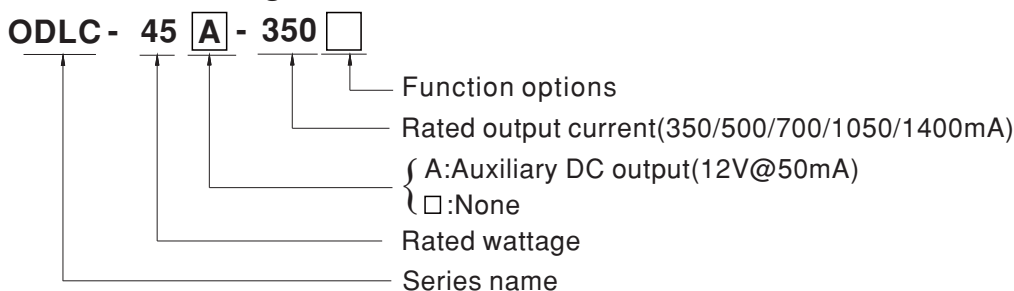 ODLC - 45 A - 350 □
Function options
Rated output current(350/500/700/1050/1400mA)
A:Auxiliary DC output(12V@50mA)
□:None
Rated wattage
Series name